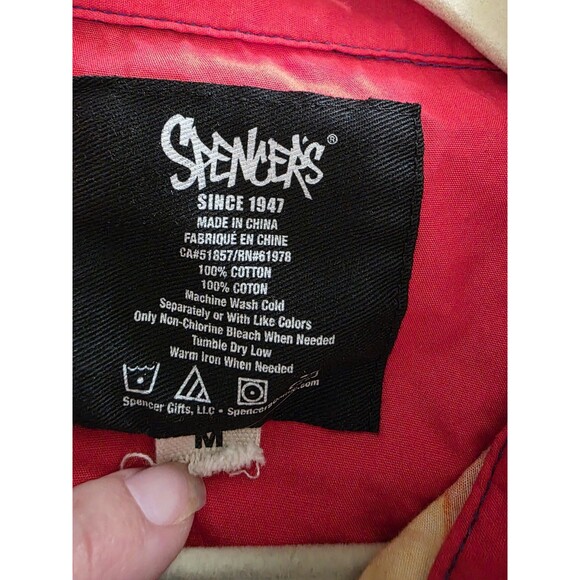 SPENCER'S®
SINCE 1947
MADE IN CHINA
FABRIQUÉ EN CHINE
CA#51857/RN#61978
100% COTTON
100% COTON
Machine Wash Cold
Separately or With Like Colors
Only Non-Chlorine Bleach When Needed
Tumble Dry Low
Warm Iron When Needed
Spencer Gifts, LLC •
M